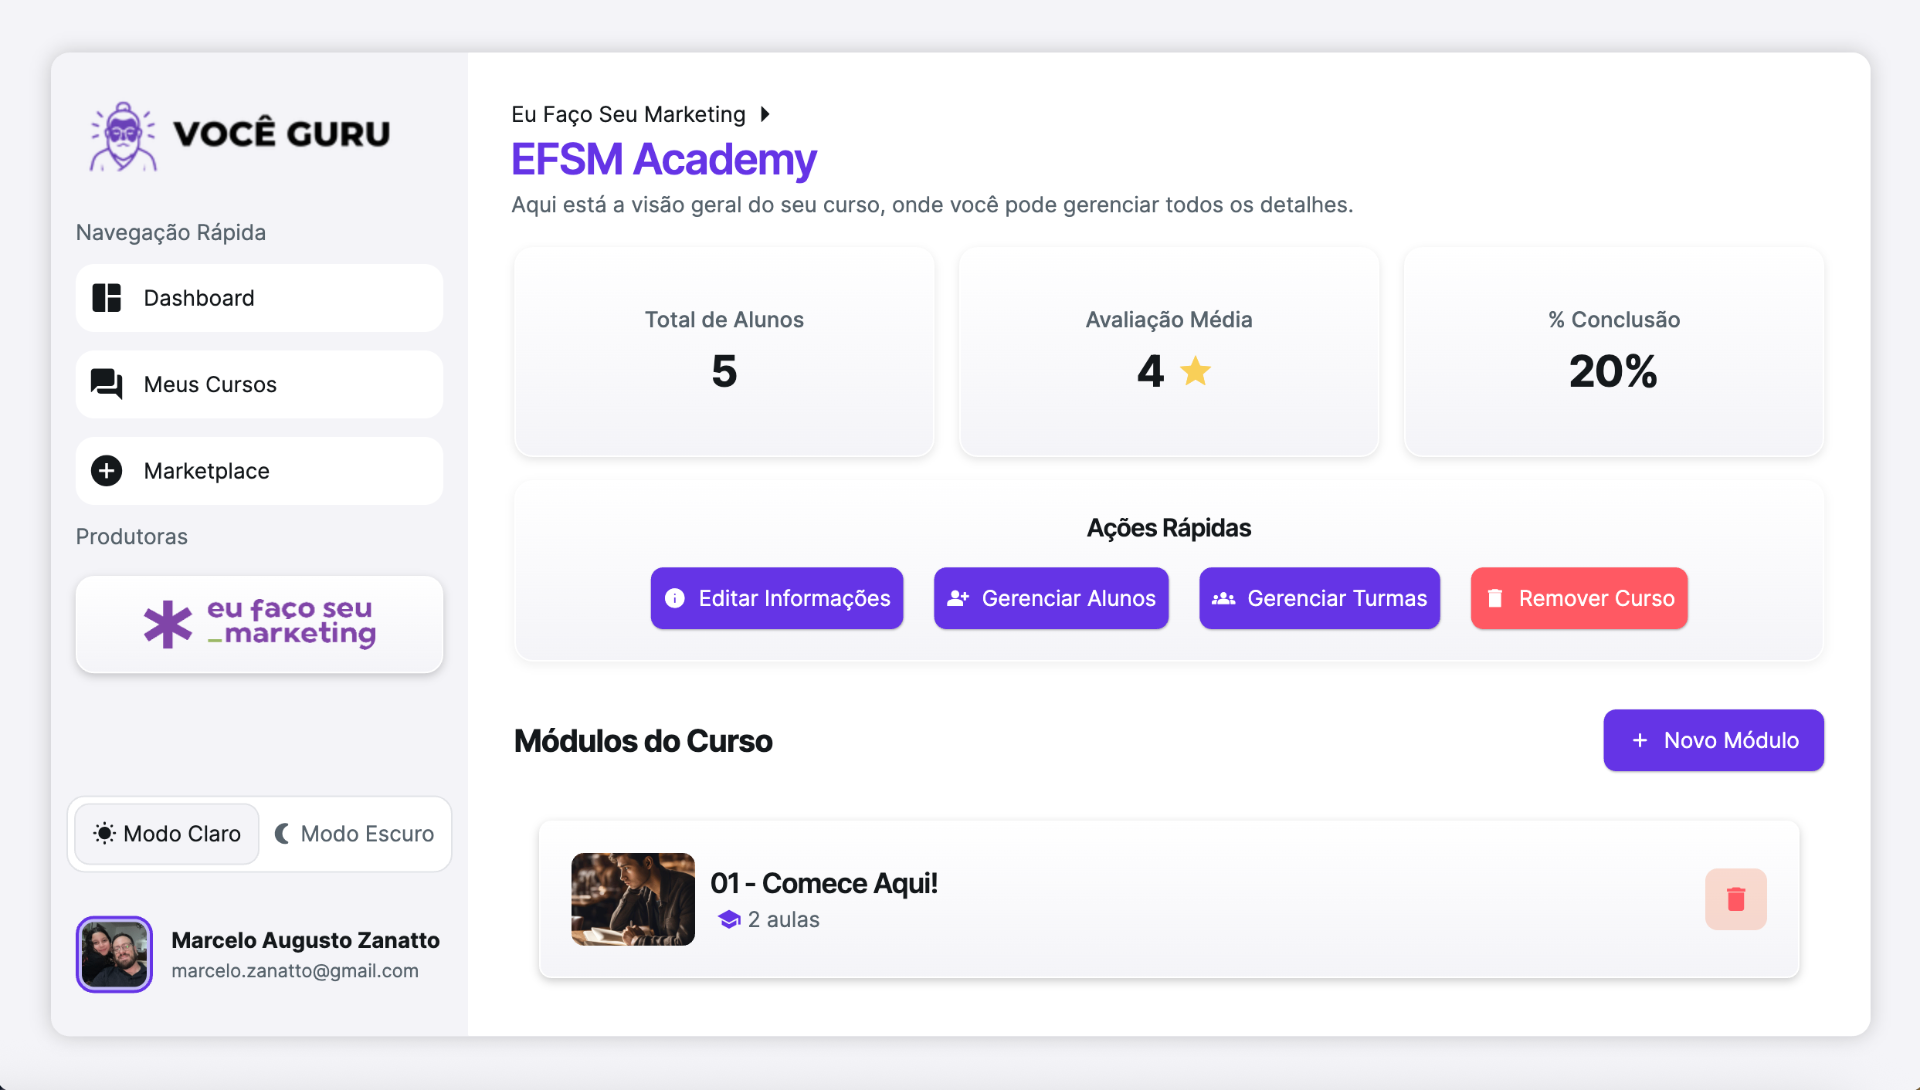 VOCÊ GURU
Navegação Rápida
Dashboard
Meus Cursos
Marketplace
Produtoras
eu faço seu
_marketing
Modo Claro
Modo Escuro
Marcelo Augusto Zanatto
marcelo.zanatto@gmail.com
Eu Faço Seu Marketing
EFSM Academy
Aqui está a visão geral do seu curso, onde você pode gerenciar todos os detalhes.
Total de Alunos
5
Avaliação Média
4
% Conclusão
20%
Ações Rápidas
Editar Informações
Gerenciar Alunos
Gerenciar Turmas
Remover Curso
Módulos do Curso
+ Novo Módulo
01 - Comece Aqui!
2 aulas